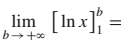 lim [ ln x ]₁ᵇ =
b → +∞